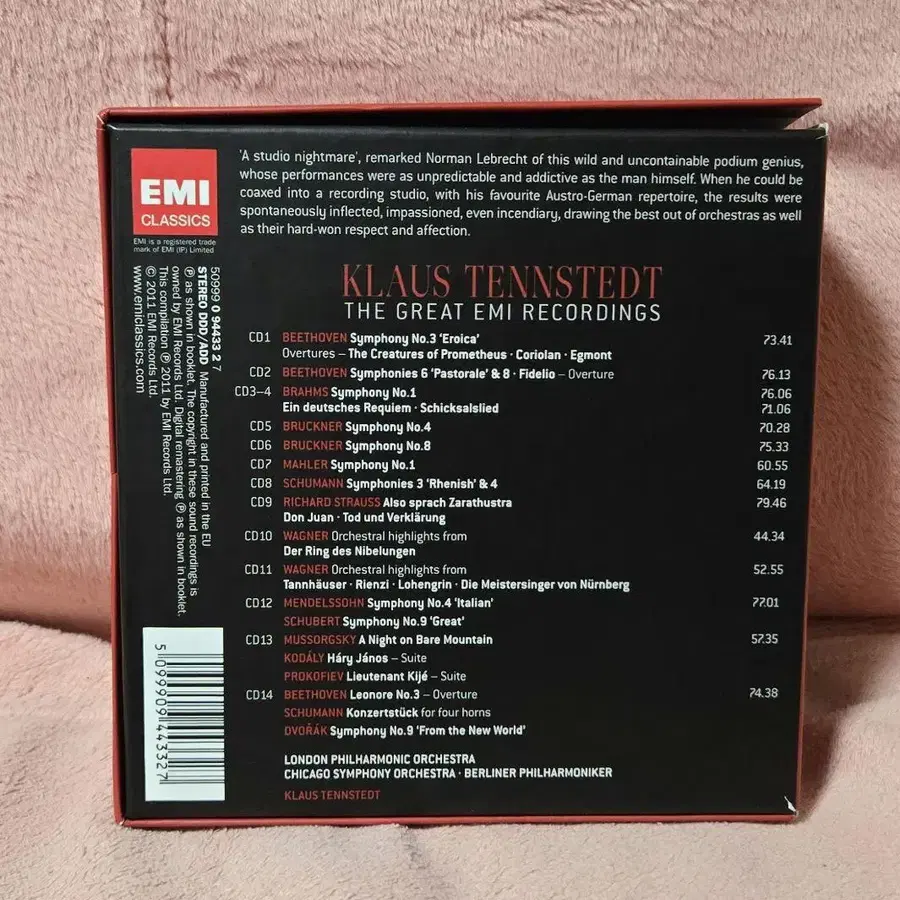 'A studio nightmare', remarked Norman Lebrecht of this wild and uncontainable podium genius,
whose performances were as unpredictable and addictive as the man himself. When he could be
coaxed into a recording studio, with his favourite Austro-German repertoire, the results were
spontaneously inflected, impassioned, even incendiary, drawing the best out of orchestras as well
as their hard-won respect and affection.
EMI
CLASSICS
EMI is a registered trade
mark of EMI (IP) Limited
50999 0 94433 2 7
STEREO DDD/ADD Manufactured and printed in the EU
℗ as shown in booklet. The copyright in these sound recordings is
owned by EMI Records Ltd. Digital remastering ℗ as shown in booklet.
This compilation ℗ 2011 by EMI Records Ltd.
© 2011 EMI Records Ltd.
www.emiclassics.com
KLAUS TENNSTEDT
THE GREAT EMI RECORDINGS
CD1 BEETHOVEN Symphony No.3 'Eroica' 73.41
Overtures – The Creatures of Prometheus · Coriolan · Egmont
CD2 BEETHOVEN Symphonies 6 'Pastorale' & 8 · Fidelio – Overture 76.13
CD3–4 BRAHMS Symphony No.1 76.06
Ein deutsches Requiem · Schicksalslied 71.06
CD5 BRUCKNER Symphony No.4 70.28
CD6 BRUCKNER Symphony No.8 75.33
CD7 MAHLER Symphony No.1 60.55
CD8 SCHUMANN Symphonies 3 'Rhenish' & 4 64.19
CD9 RICHARD STRAUSS Also sprach Zarathustra 79.46
Don Juan · Tod und Verklärung
CD10 WAGNER Orchestral highlights from 44.34
Der Ring des Nibelungen
CD11 WAGNER Orchestral highlights from 52.55
Tannhäuser · Rienzi · Lohengrin · Die Meistersinger von Nürnberg
CD12 MENDELSSOHN Symphony No.4 'Italian' 77.01
SCHUBERT Symphony No.9 'Great'
CD13 MUSSORGSKY A Night on Bare Mountain 57.35
KODÁLY Háry János – Suite
PROKOFIEV Lieutenant Kijé – Suite
CD14 BEETHOVEN Leonore No.3 – Overture 74.38
SCHUMANN Konzertstück for four horns
DVOŘÁK Symphony No.9 'From the New World'
LONDON PHILHARMONIC ORCHESTRA
CHICAGO SYMPHONY ORCHESTRA · BERLINER PHILHARMONIKER
KLAUS TENNSTEDT
5 099909 443327